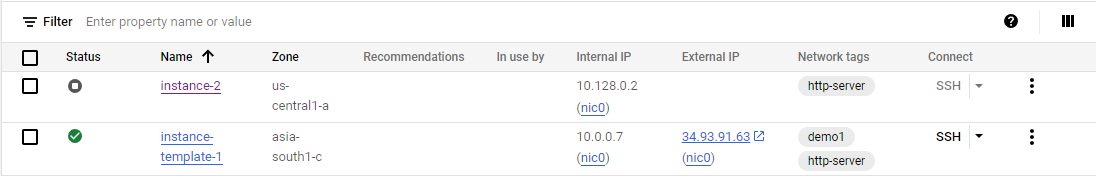 Filter Enter property name or value
Status Name Zone Recommendations In use by Internal IP External IP Network tags Connect
instance-2 us-central1-a 10.128.0.2 (nic0) http-server SSH
instance-template-1 asia-south1-c 10.0.0.7 (nic0) 34.93.91.63 (nic0) demo1 http-server SSH